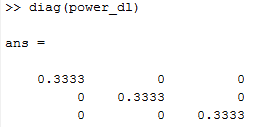 >> diag(power_dl)
ans =
0.3333 0 0
0 0.3333 0
0 0 0.3333